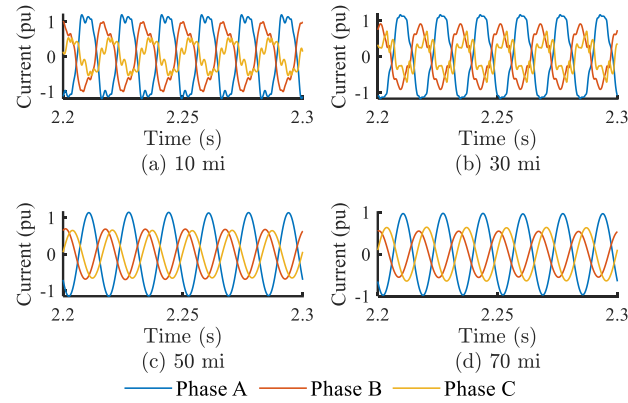 Current (pu)
1
0
-1
2.2
2.25
2.3
Time (s)
(a) 10 mi
Current (pu)
1
0
-1
2.2
2.25
2.3
Time (s)
(b) 30 mi
Current (pu)
1
0
-1
2.2
2.25
2.3
Time (s)
(c) 50 mi
Current (pu)
1
0
-1
2.2
2.25
2.3
Time (s)
(d) 70 mi
Phase A Phase B Phase C